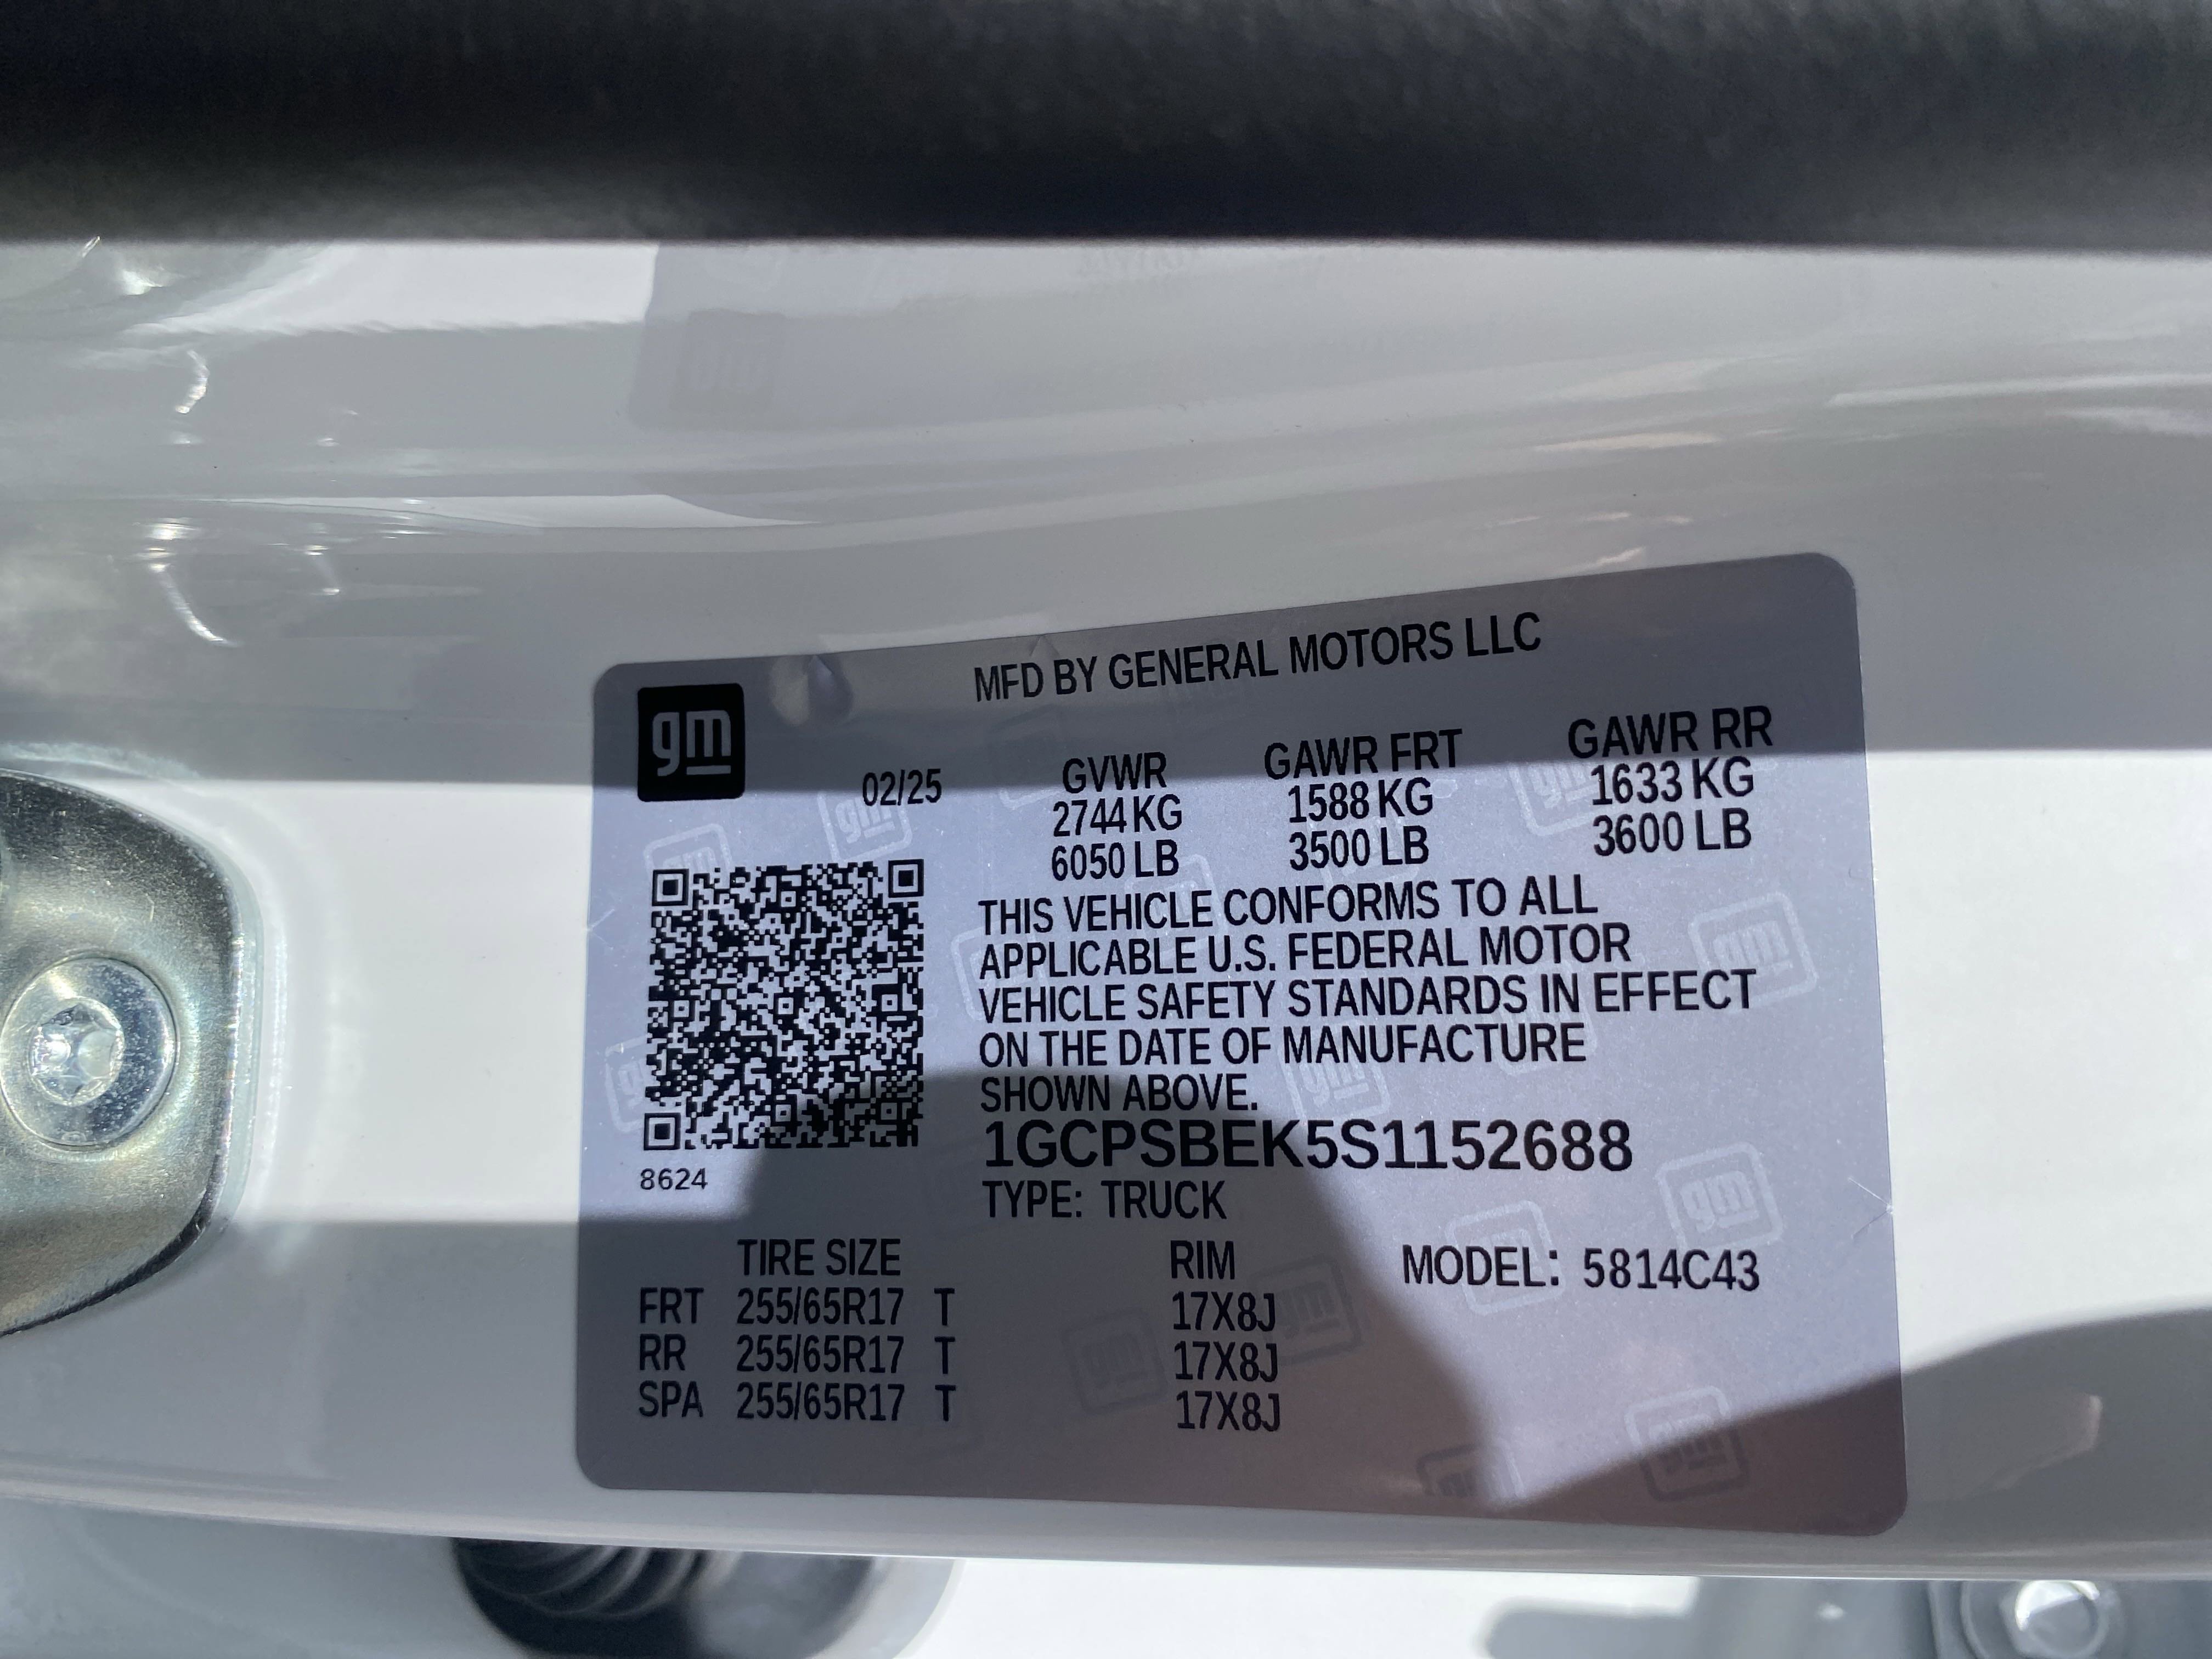 MFD BY GENERAL MOTORS LLC
gm
02/25
GVWR GAWR FRT GAWR RR
2744 KG 1588 KG 1633 KG
6050 LB 3500 LB 3600 LB
THIS VEHICLE CONFORMS TO ALL
APPLICABLE U.S. FEDERAL MOTOR
VEHICLE SAFETY STANDARDS IN EFFECT
ON THE DATE OF MANUFACTURE
SHOWN ABOVE.
1GCPSBEK5S1152688
8624
TYPE: TRUCK
TIRE SIZE RIM MODEL: 5814C43
FRT 255/65R17 T 17X8J
RR 255/65R17 T 17X8J
SPA 255/65R17 T 17X8J